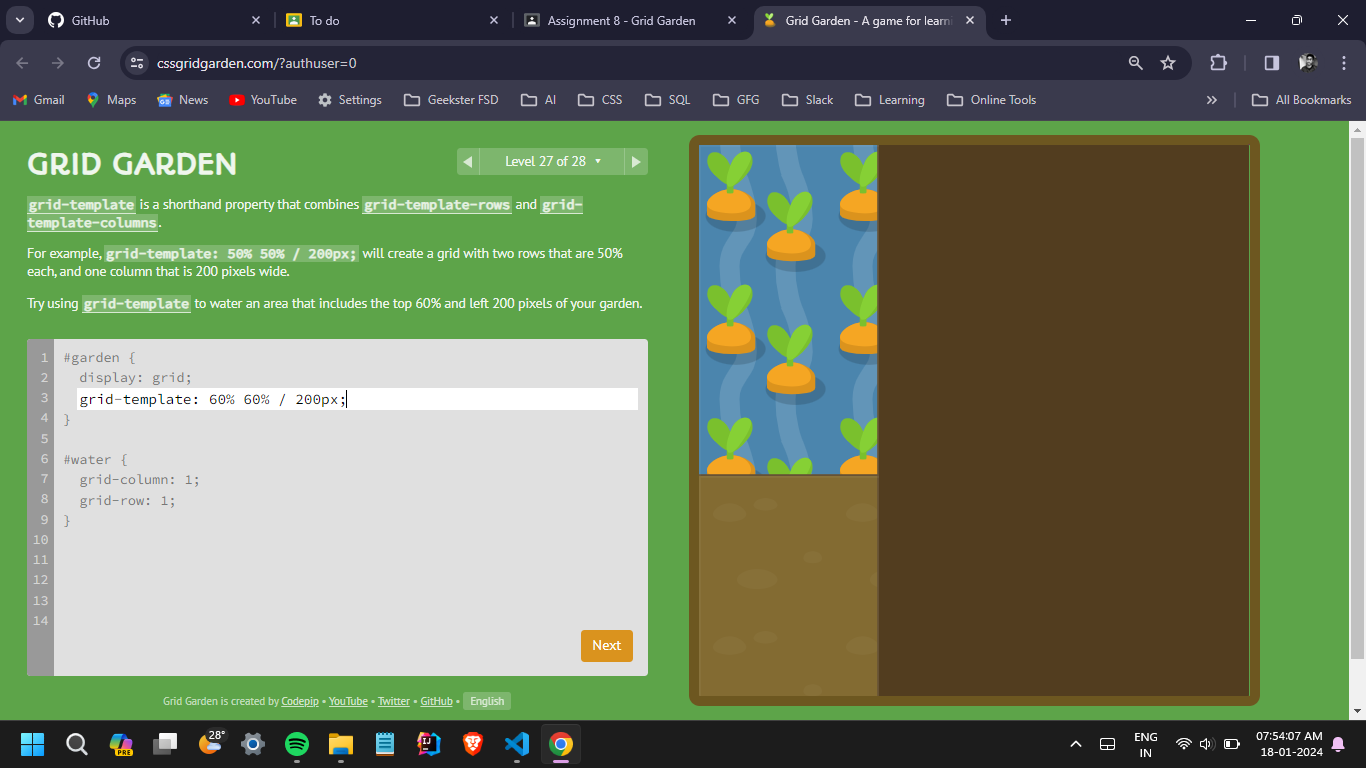 GitHub
To do
Assignment 8 - Grid Garden
Grid Garden - A game for learni
cssgridgarden.com/?authuser=0
Gmail
Maps
News
YouTube
Settings
Geekster FSD
AI
CSS
SQL
GFG
Slack
Learning
Online Tools
»
All Bookmarks
GRID GARDEN
Level 27 of 28
grid-template is a shorthand property that combines grid-template-rows and grid-
template-columns.
For example, grid-template: 50% 50% / 200px; will create a grid with two rows that are 50%
each, and one column that is 200 pixels wide.
Try using grid-template to water an area that includes the top 60% and left 200 pixels of your garden.
1 #garden {
2 display: grid;
3 grid-template: 60% 60% / 200px;
4 }
5
6 #water {
7 grid-column: 1;
8 grid-row: 1;
9 }
10
11
12
13
14
Next
Grid Garden is created by Codepip • YouTube • Twitter • GitHub • English
PRE
28°
ENG
IN
07:54:07 AM
18-01-2024